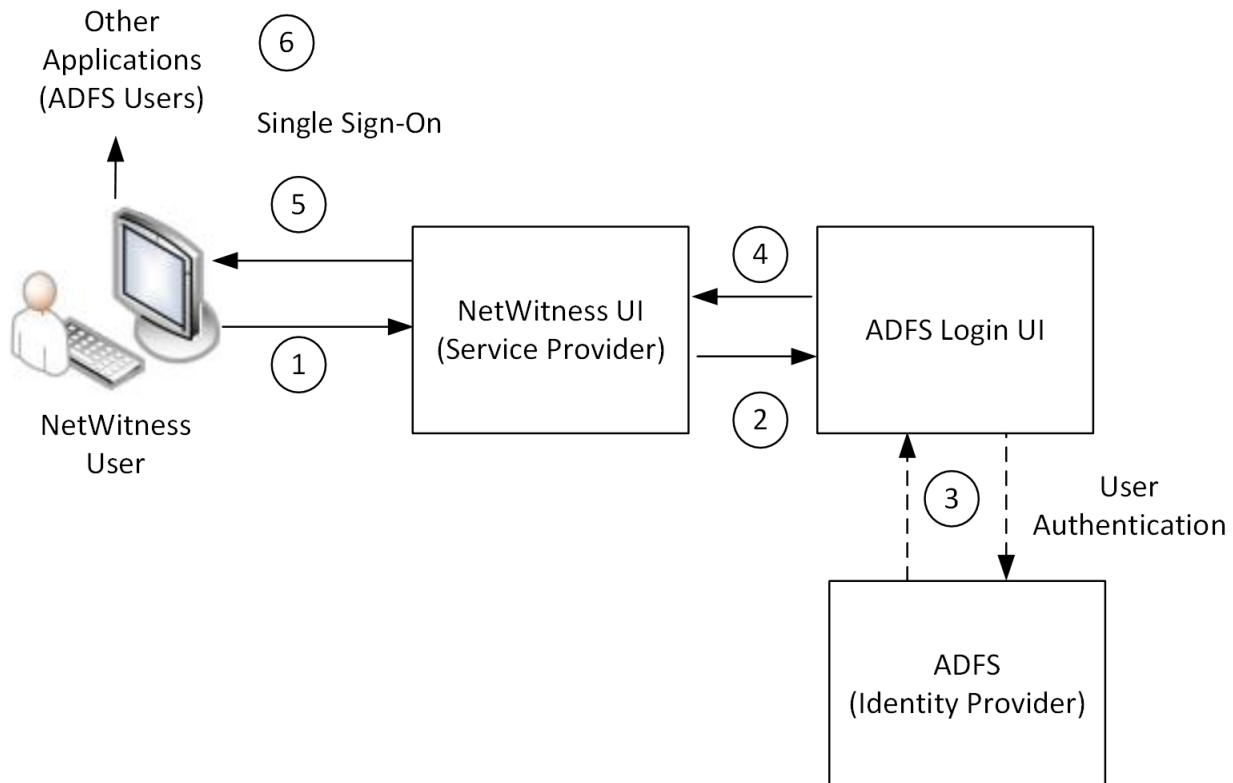 Other
Applications
(ADFS Users)
6
Single Sign-On
5
1
NetWitness
User
NetWitness UI
(Service Provider)
4
2
ADFS Login UI
3
User
Authentication
ADFS
(Identity Provider)